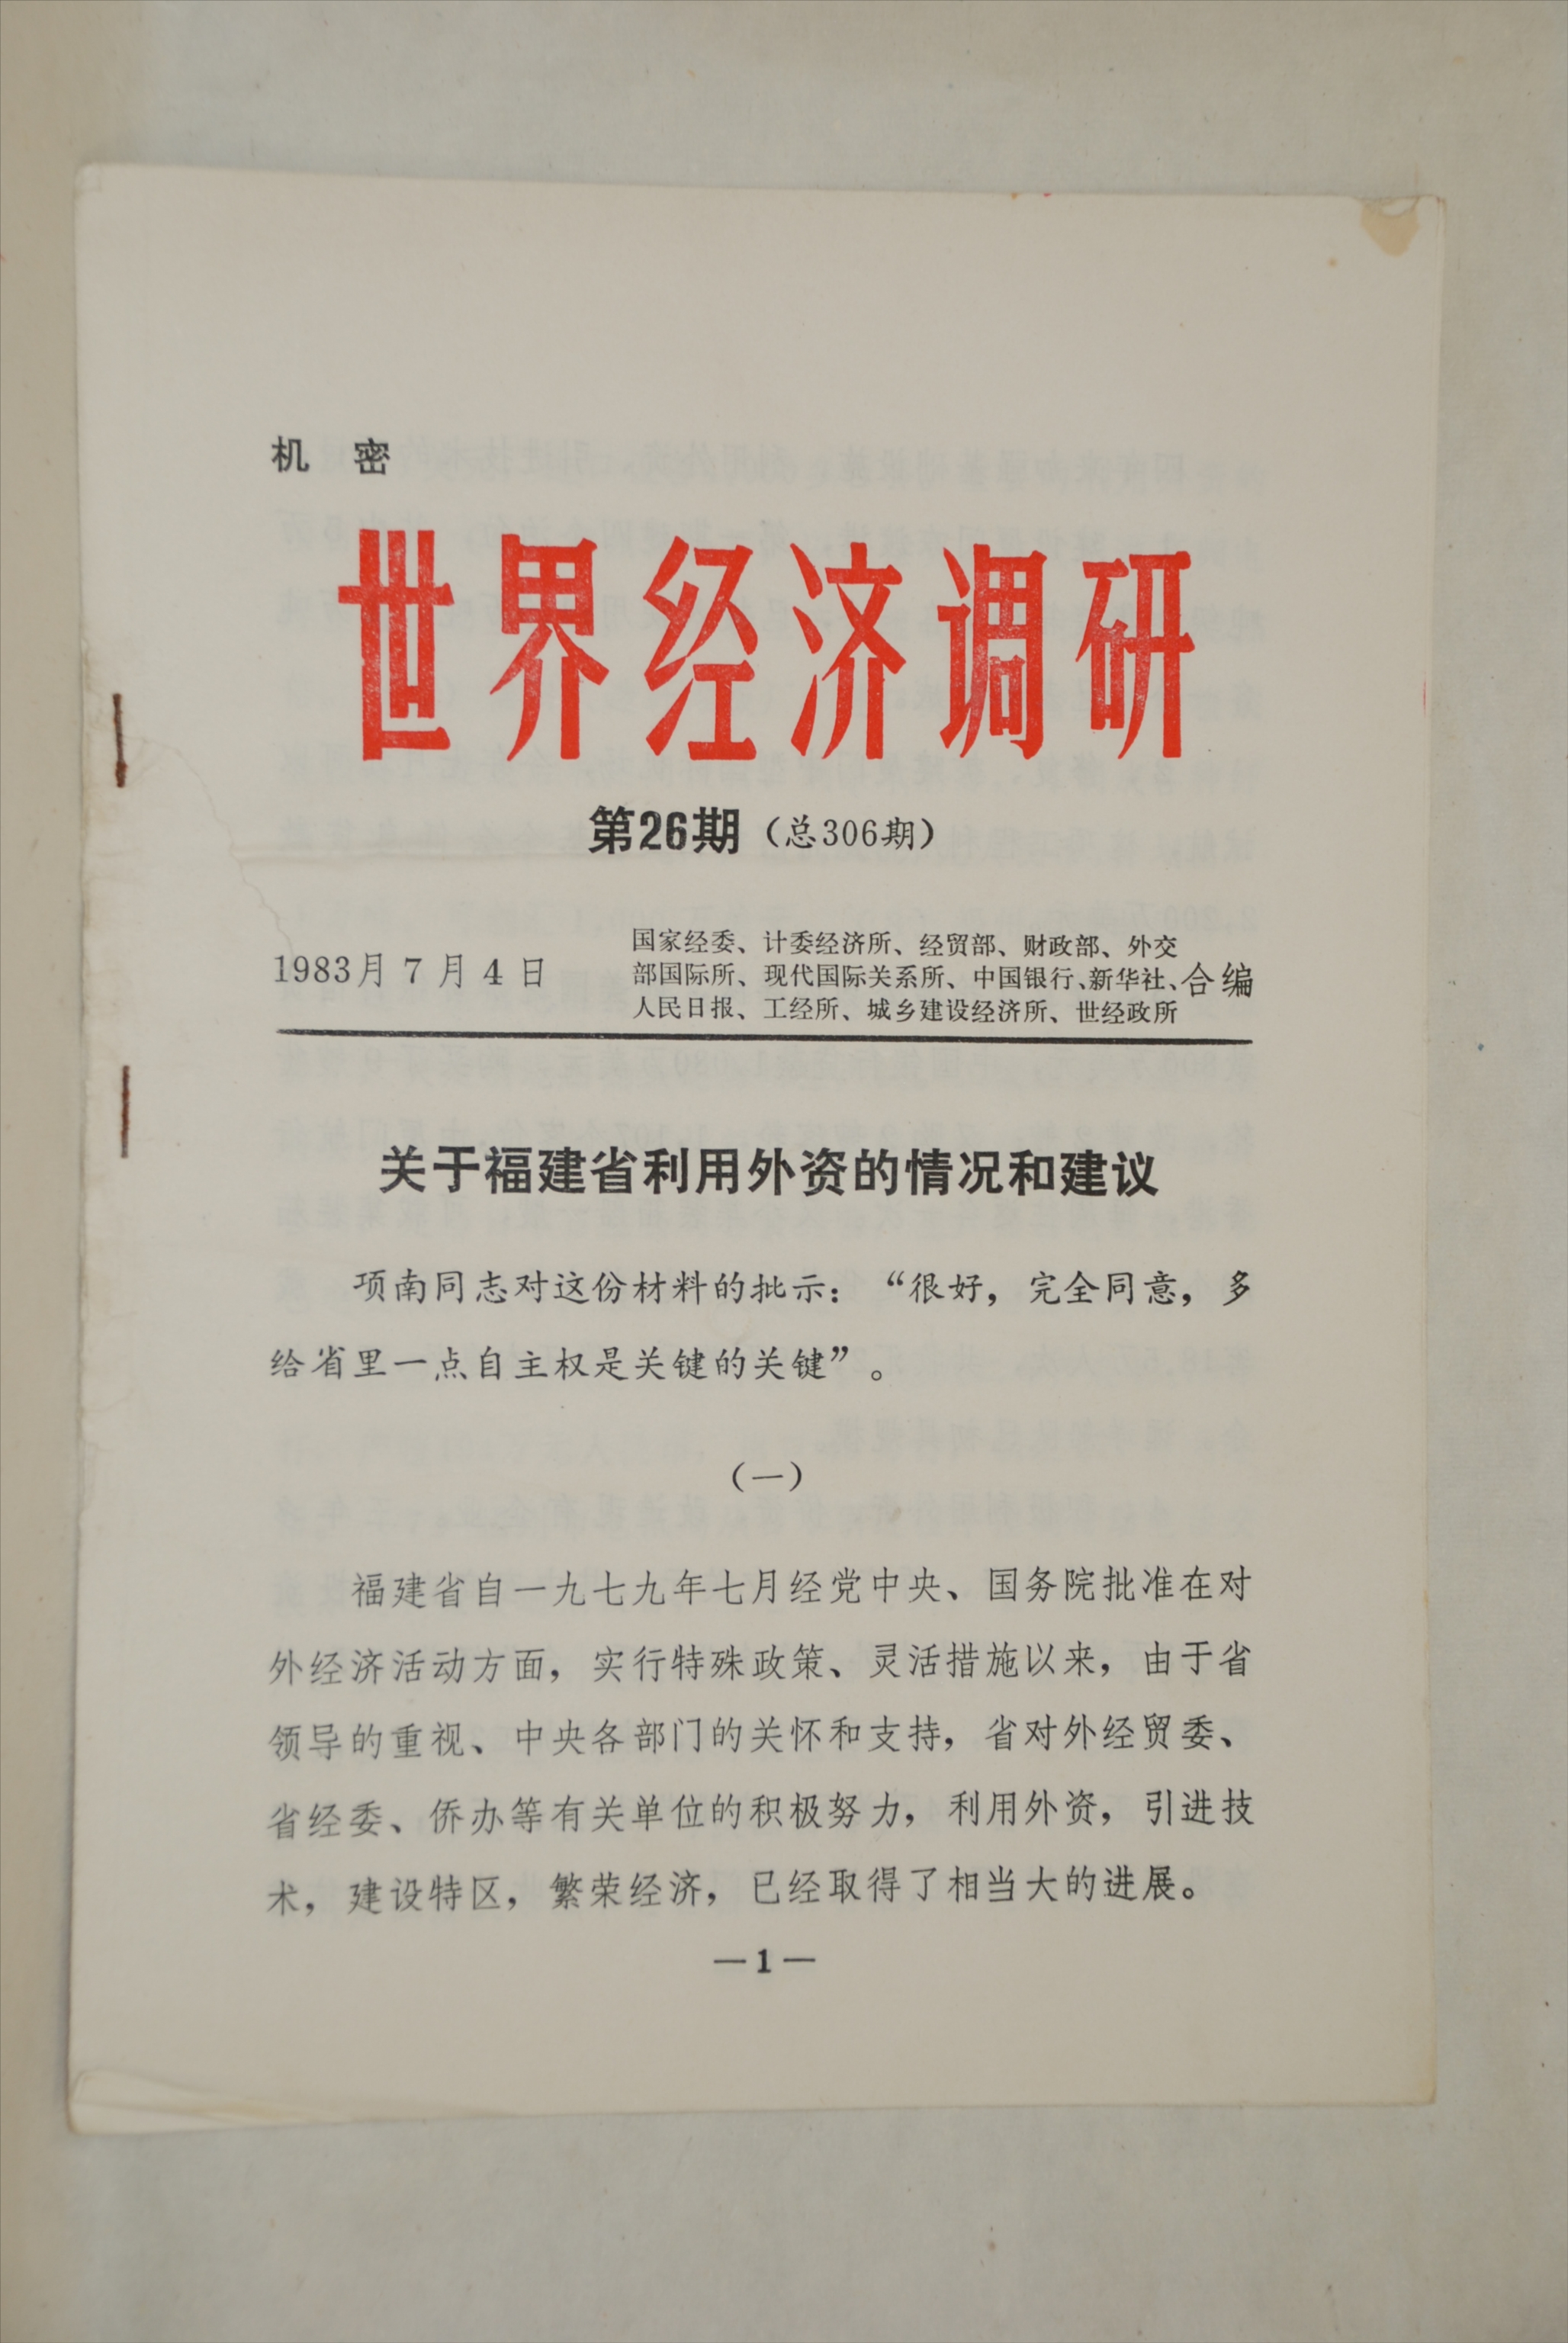 机 密
世界经济调研
第26期（总306期）
1983月7月4日
国家经委、计委经济所、经贸部、财政部、外交
部国际所、现代国际关系所、中国银行、新华社、合编
人民日报、工经所、城乡建设经济所、世经政所
关于福建省利用外资的情况和建议
项南同志对这份材料的批示：“很好，完全同意，多
给省里一点自主权是关键的关键”。
（一）
福建省自一九七九年七月经党中央、国务院批准在对
外经济活动方面，实行特殊政策、灵活措施以来，由于省
领导的重视、中央各部门的关怀和支持，省对外经贸委、
省经委、侨办等有关单位的积极努力，利用外资，引进技
术，建设特区，繁荣经济，已经取得了相当大的进展。
—1—